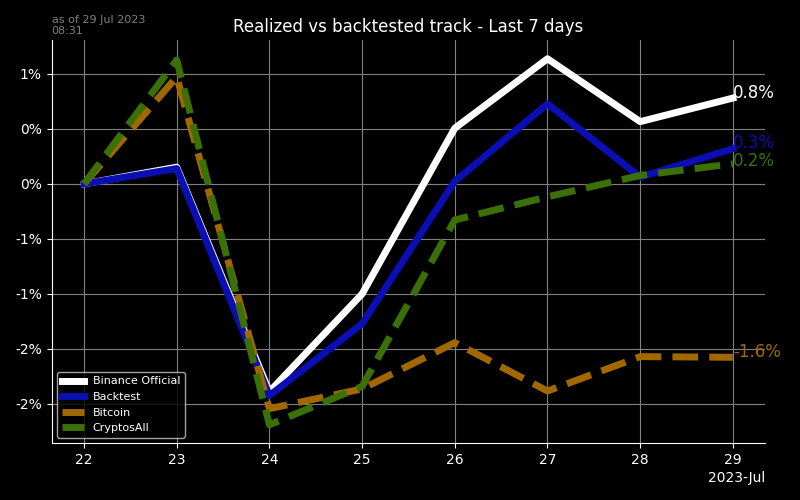 as of 29 Jul 2023
08:31
Realized vs backtested track - Last 7 days
1%
0%
0%
-1%
-1%
-2%
-2%
0.8%
0.3%
0.2%
-1.6%
Binance Official
Backtest
Bitcoin
CryptosAll
22 23 24 25 26 27 28 29
2023-Jul